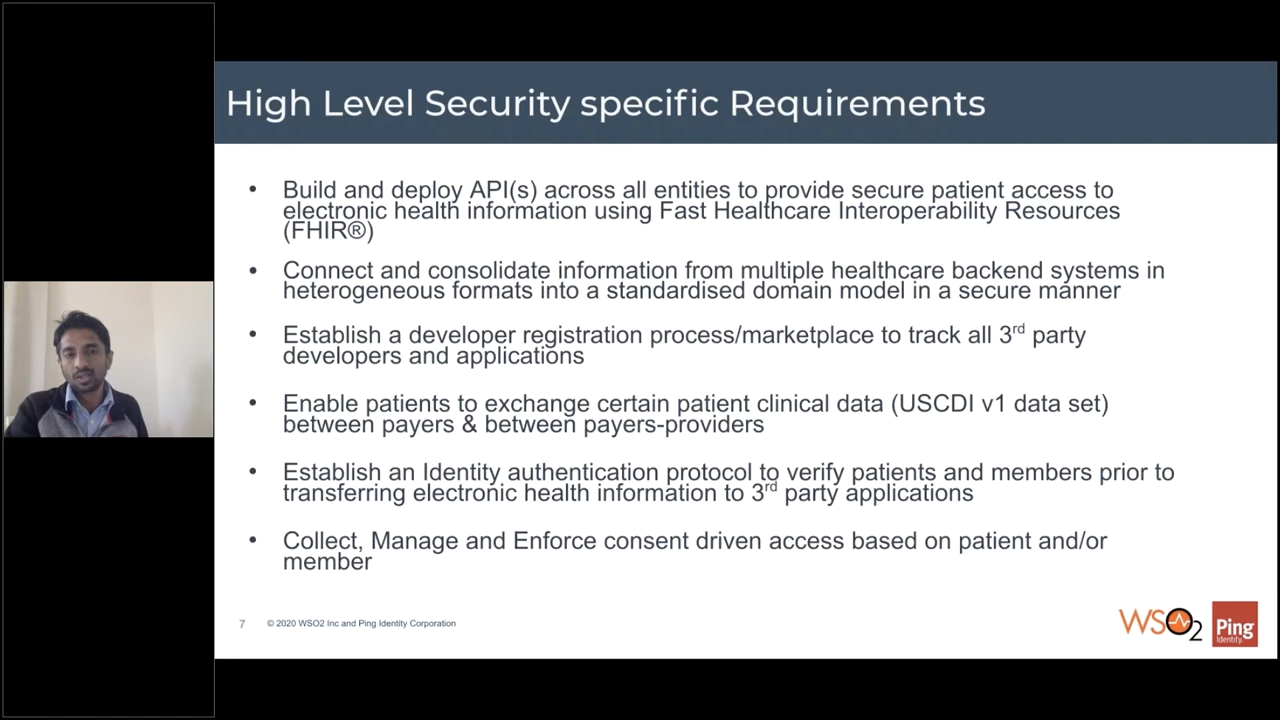 High Level Security specific Requirements
• Build and deploy API(s) across all entities to provide secure patient access to
electronic health information using Fast Healthcare Interoperability Resources
(FHIR®)
• Connect and consolidate information from multiple healthcare backend systems in
heterogeneous formats into a standardised domain model in a secure manner
• Establish a developer registration process/marketplace to track all 3rd party
developers and applications
• Enable patients to exchange certain patient clinical data (USCDI v1 data set)
between payers & between payers-providers
• Establish an Identity authentication protocol to verify patients and members prior to
transferring electronic health information to 3rd party applications
• Collect, Manage and Enforce consent driven access based on patient and/or
member
7 © 2020 WSO2 Inc and Ping Identity Corporation
WSO2
Ping
Identity